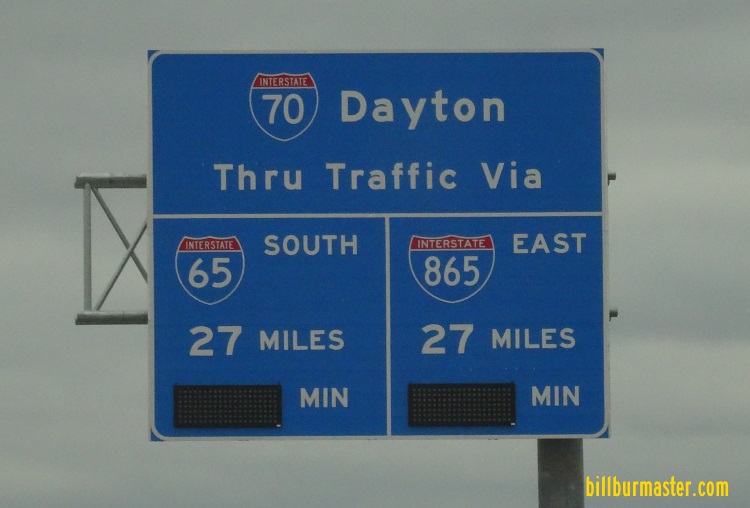 INTERSTATE
70 Dayton
Thru Traffic Via
INTERSTATE
65 SOUTH
27 MILES
MIN
INTERSTATE
865 EAST
27 MILES
MIN
billburmaster.com